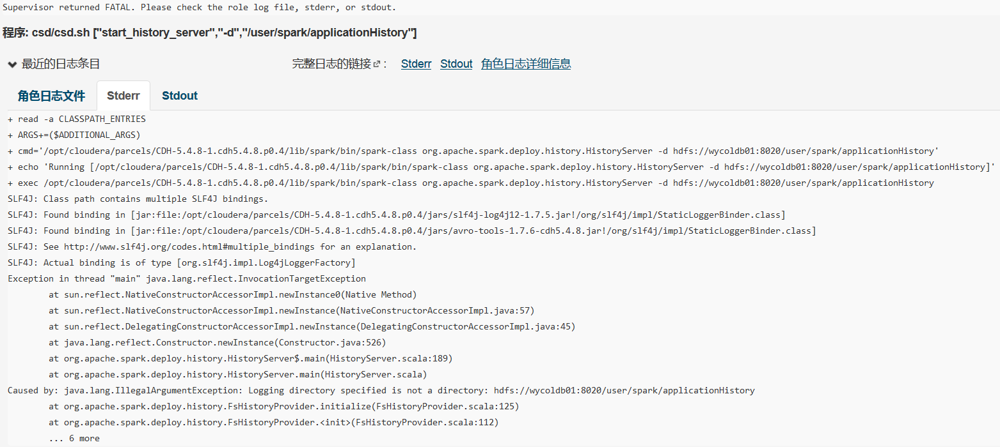 Supervisor returned FATAL. Please check the role log file, stderr, or stdout.
程序: csd/csd.sh ["start_history_server","-d","/user/spark/applicationHistory"]
最近的日志条目 完整日志的链接 : Stderr Stdout 角色日志详细信息
角色日志文件 Stderr Stdout
+ read -a CLASSPATH_ENTRIES
+ ARGS+=($ADDITIONAL_ARGS)
+ cmd='/opt/cloudera/parcels/CDH-5.4.8-1.cdh5.4.8.p0.4/lib/spark/bin/spark-class org.apache.spark.deploy.history.HistoryServer -d hdfs://wycoldb01:8020/user/spark/applicationHistory'
+ echo 'Running [/opt/cloudera/parcels/CDH-5.4.8-1.cdh5.4.8.p0.4/lib/spark/bin/spark-class org.apache.spark.deploy.history.HistoryServer -d hdfs://wycoldb01:8020/user/spark/applicationHistory]'
+ exec /opt/cloudera/parcels/CDH-5.4.8-1.cdh5.4.8.p0.4/lib/spark/bin/spark-class org.apache.spark.deploy.history.HistoryServer -d hdfs://wycoldb01:8020/user/spark/applicationHistory
SLF4J: Class path contains multiple SLF4J bindings.
SLF4J: Found binding in [jar:file:/opt/cloudera/parcels/CDH-5.4.8-1.cdh5.4.8.p0.4/jars/slf4j-log4j12-1.7.5.jar!/org/slf4j/impl/StaticLoggerBinder.class]
SLF4J: Found binding in [jar:file:/opt/cloudera/parcels/CDH-5.4.8-1.cdh5.4.8.p0.4/jars/avro-tools-1.7.6-cdh5.4.8.jar!/org/slf4j/impl/StaticLoggerBinder.class]
SLF4J: See http://www.slf4j.org/codes.html#multiple_bindings for an explanation.
SLF4J: Actual binding is of type [org.slf4j.impl.Log4jLoggerFactory]
Exception in thread "main" java.lang.reflect.InvocationTargetException
at sun.reflect.NativeConstructorAccessorImpl.newInstance0(Native Method)
at sun.reflect.NativeConstructorAccessorImpl.newInstance(NativeConstructorAccessorImpl.java:57)
at sun.reflect.DelegatingConstructorAccessorImpl.newInstance(DelegatingConstructorAccessorImpl.java:45)
at java.lang.reflect.Constructor.newInstance(Constructor.java:526)
at org.apache.spark.deploy.history.HistoryServer$.main(HistoryServer.scala:189)
at org.apache.spark.deploy.history.HistoryServer.main(HistoryServer.scala)
Caused by: java.lang.IllegalArgumentException: Logging directory specified is not a directory: hdfs://wycoldb01:8020/user/spark/applicationHistory
at org.apache.spark.deploy.history.FsHistoryProvider.initialize(FsHistoryProvider.scala:125)
at org.apache.spark.deploy.history.FsHistoryProvider.<init>(FsHistoryProvider.scala:112)
... 6 more